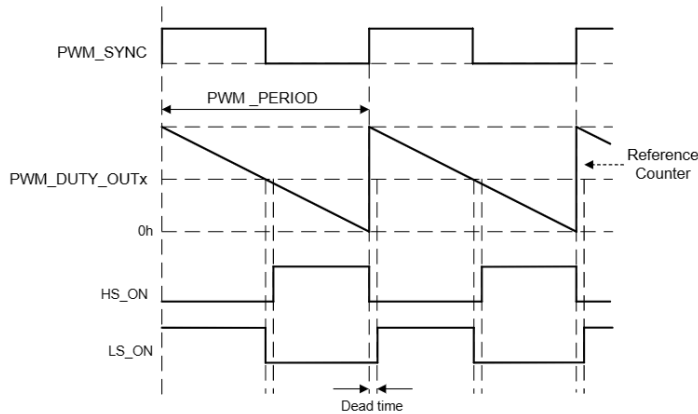 PWM_SYNC
PWM _PERIOD
PWM_DUTY_OUTx
Reference
Counter
0h
HS_ON
LS_ON
Dead time